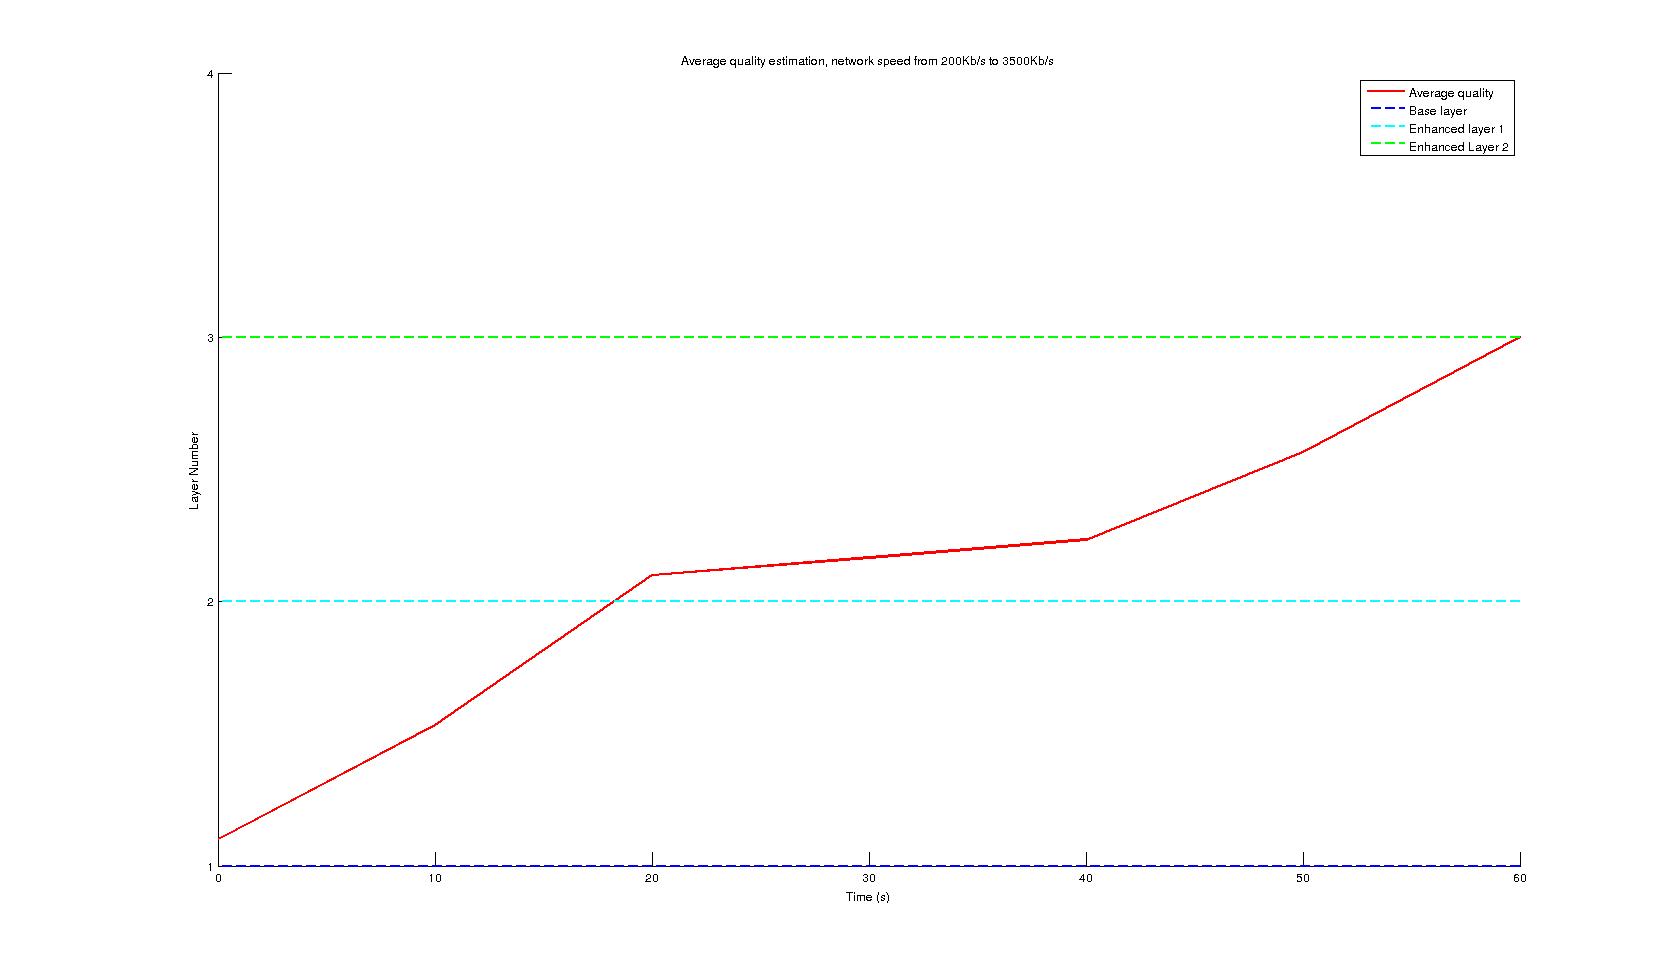 Average quality estimation, network speed from 200Kb/s to 3500Kb/s
4
Average quality
Base layer
Enhanced layer 1
Enhanced Layer 2
3
Layer Number
2
1
0 10 20 30 40 50 60
Time (s)